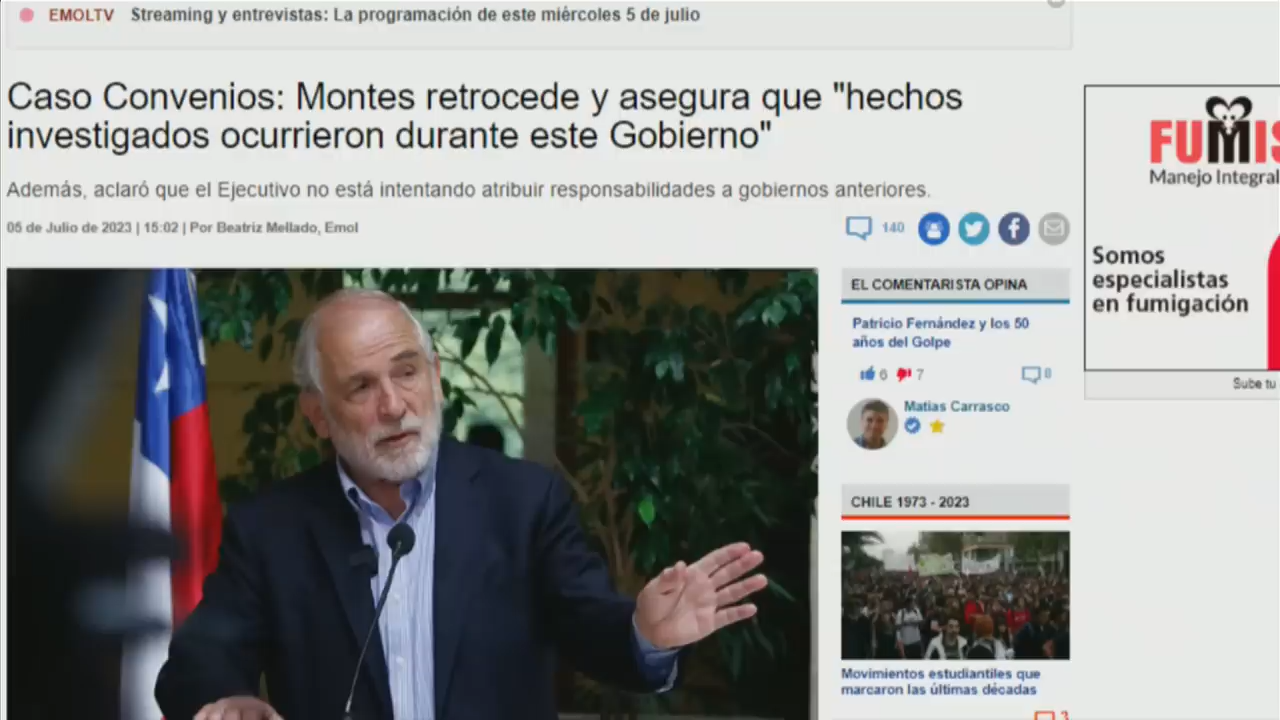 EMOLTV Streaming y entrevistas: La programación de este miércoles 5 de julio
Caso Convenios: Montes retrocede y asegura que "hechos
investigados ocurrieron durante este Gobierno"
Además, aclaró que el Ejecutivo no está intentando atribuir responsabilidades a gobiernos anteriores.
05 de Julio de 2023 | 15:02 | Por Beatriz Mellado, Emol
140
EL COMENTARISTA OPINA
Patricio Fernández y los 50
años del Golpe
6 7 0
Matias Carrasco
CHILE 1973 - 2023
Movimientos estudiantiles que
marcaron las últimas décadas
3
FUMIS
Manejo Integral
Somos
especialistas
en fumigación
Sube tu